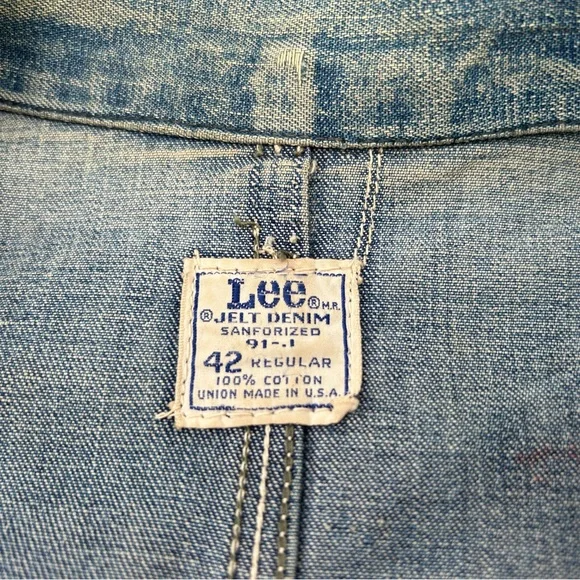 Lee ® M.R.
® JELT DENIM
SANFORIZED
91-J
42 REGULAR
100% COTTON
UNION MADE IN U.S.A.